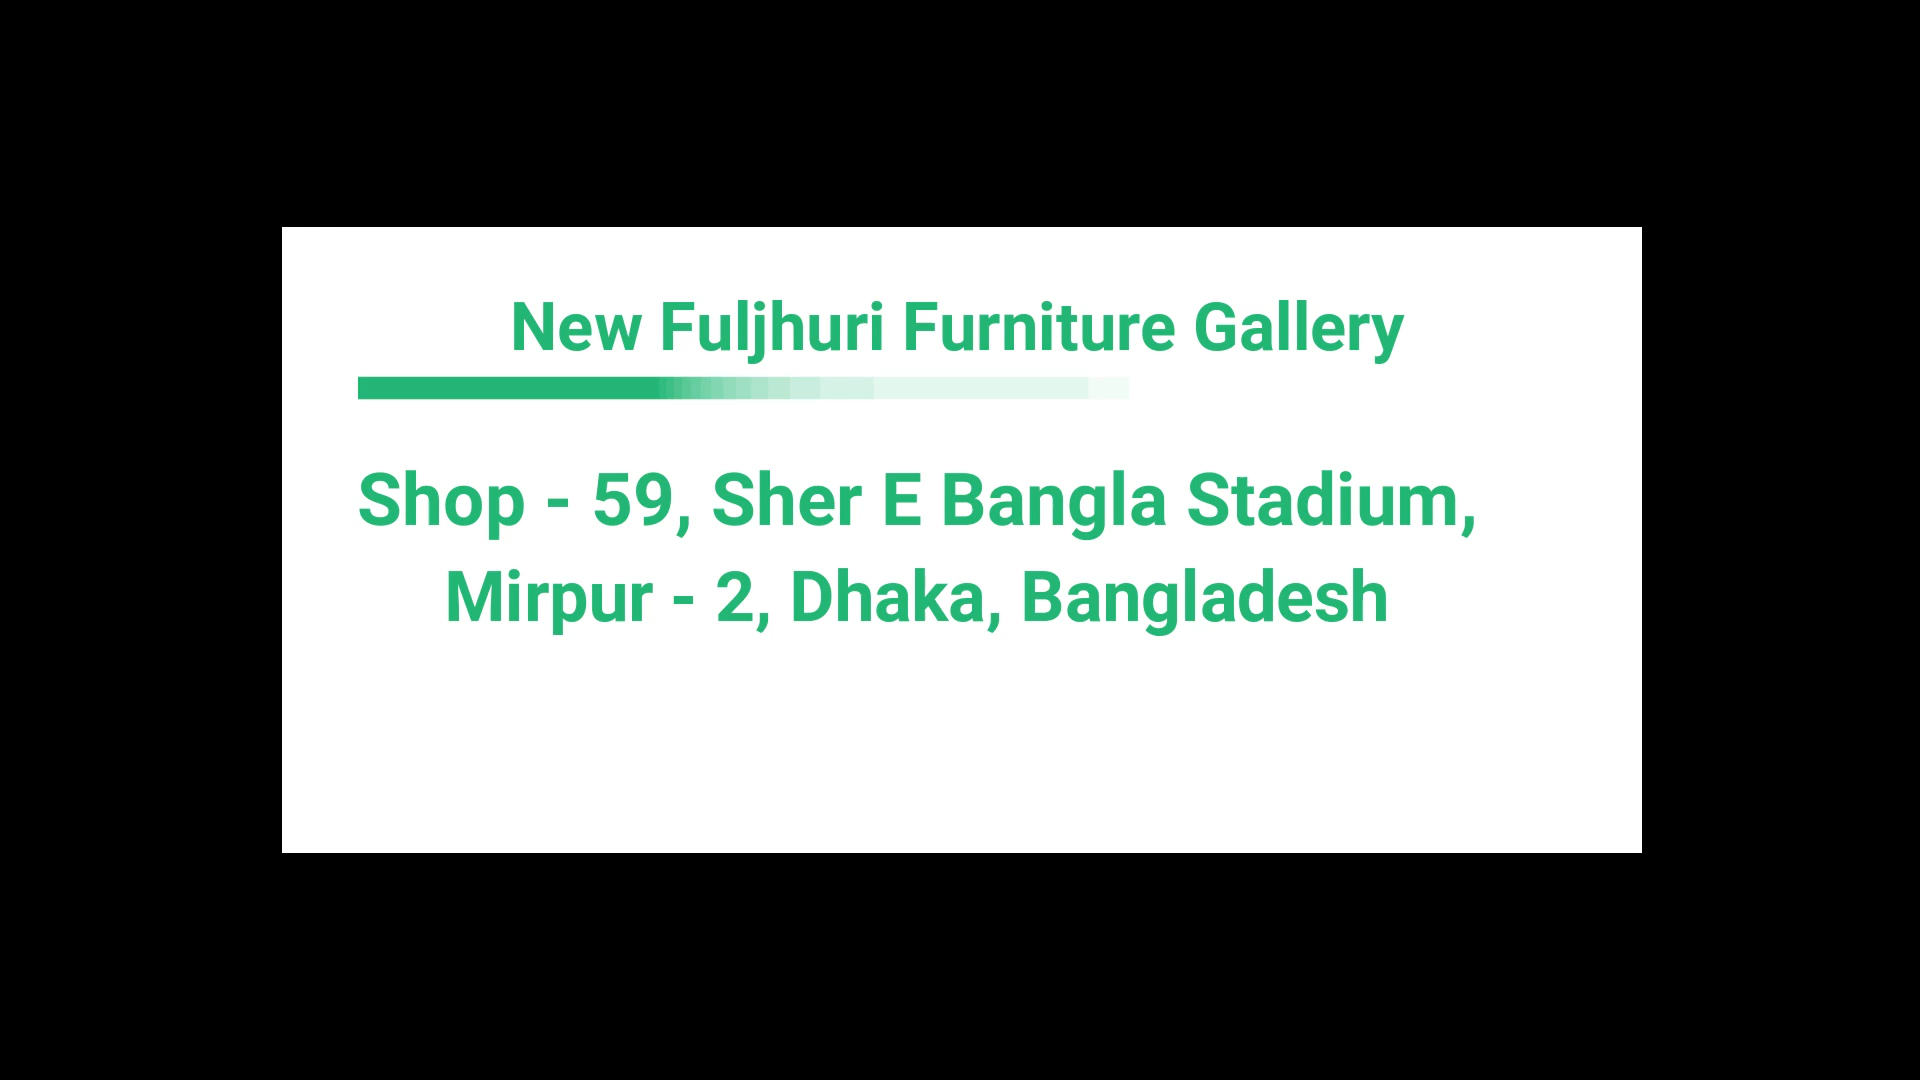 New Fuljhuri Furniture Gallery
Shop - 59, Sher E Bangla Stadium,
Mirpur - 2, Dhaka, Bangladesh